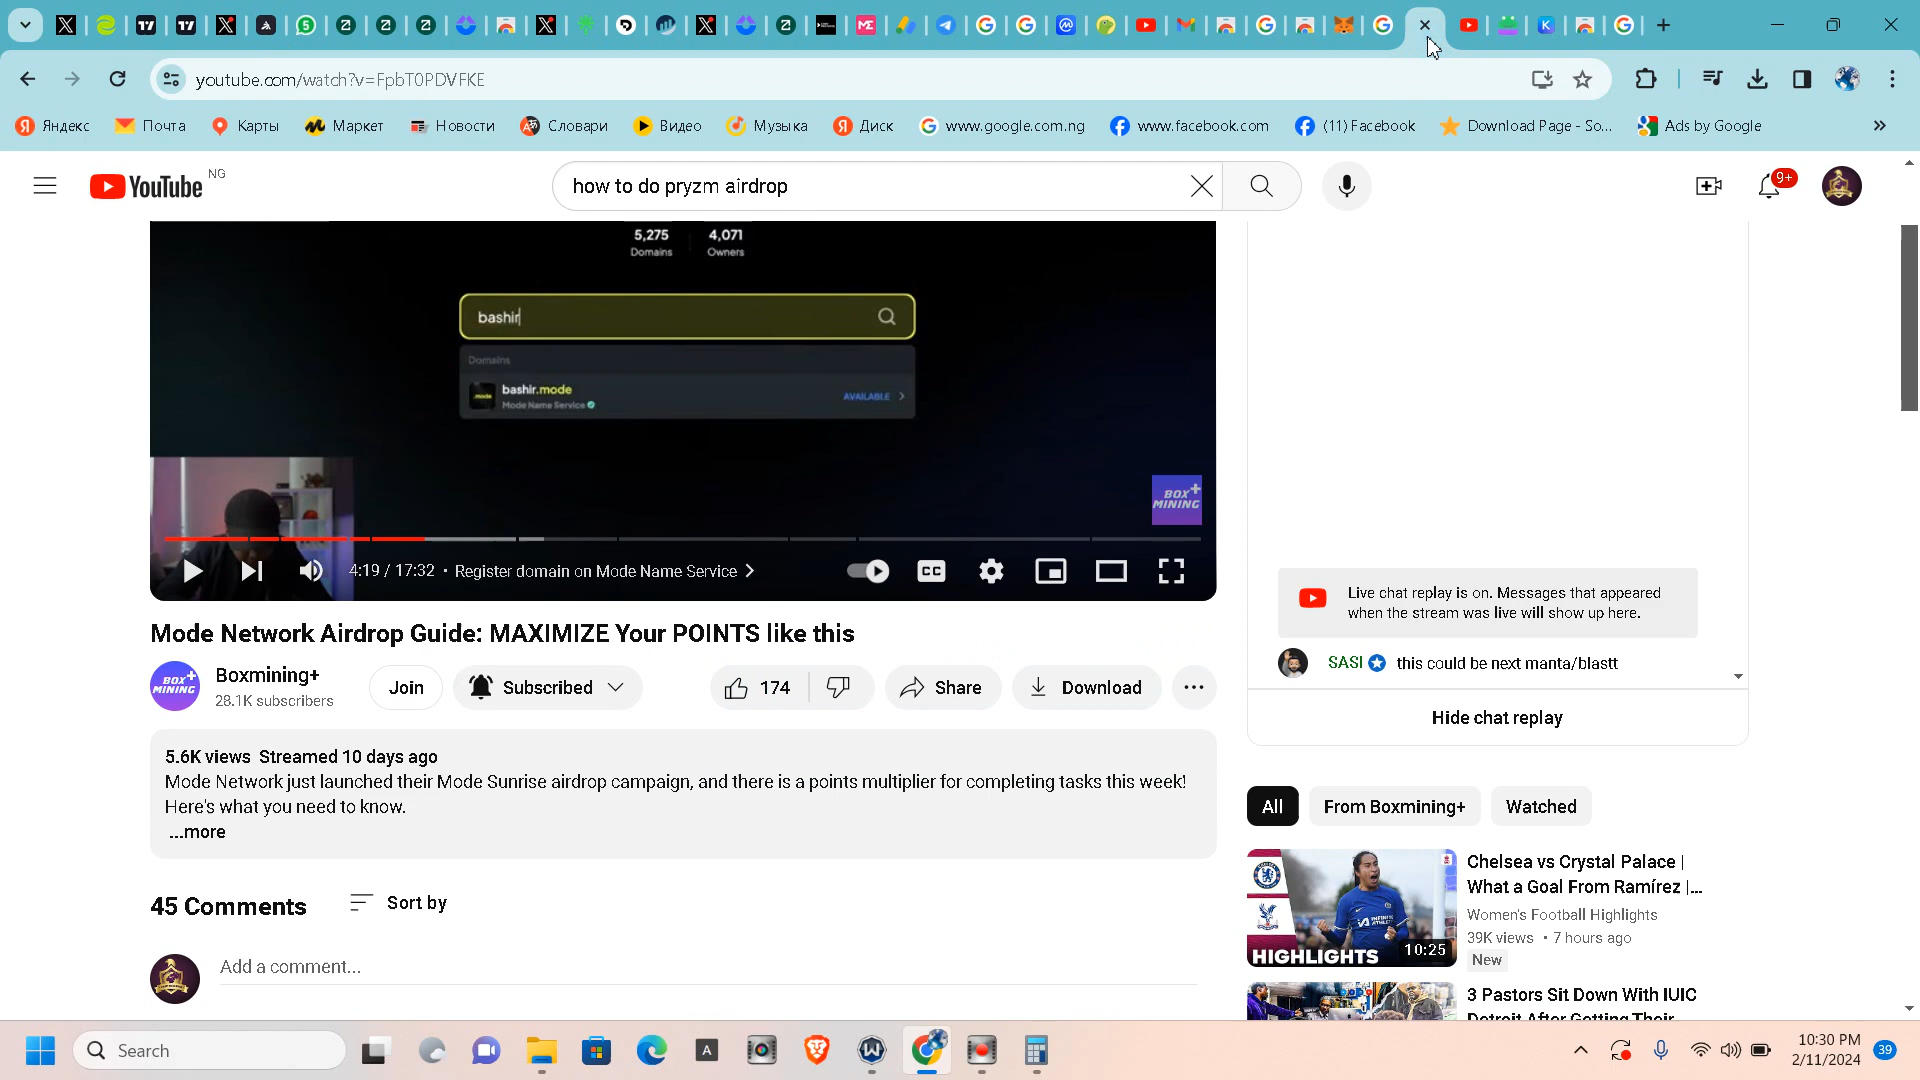 youtube.com/watch?v=FpbT0PDVFKE
Яндекс
Почта
Карты
Маркет
Новости
Словари
Видео
Музыка
Диск
www.google.com.ng
www.facebook.com
(11) Facebook
Download Page - So...
Ads by Google
YouTube NG
how to do pryzm airdrop
9+
5,275
Domains
4,071
Owners
bashir
Domains
bashir.mode
Mode Name Service
AVAILABLE
BOX+
MINING
4:19 / 17:32 • Register domain on Mode Name Service
CC
Live chat replay is on. Messages that appeared
when the stream was live will show up here.
SASI this could be next manta/blastt
Hide chat replay
Mode Network Airdrop Guide: MAXIMIZE Your POINTS like this
BOX+
MINING
Boxmining+
28.1K subscribers
Join
Subscribed
174
Share
Download
5.6K views Streamed 10 days ago
Mode Network just launched their Mode Sunrise airdrop campaign, and there is a points multiplier for completing tasks this week!
Here's what you need to know.
...more
45 Comments
Sort by
Add a comment...
All
From Boxmining+
Watched
HIGHLIGHTS
10:25
Chelsea vs Crystal Palace |
What a Goal From Ramírez |...
Women's Football Highlights
39K views • 7 hours ago
New
3 Pastors Sit Down With IUIC
Detroit After Getting Their
Search
10:30 PM
2/11/2024
39